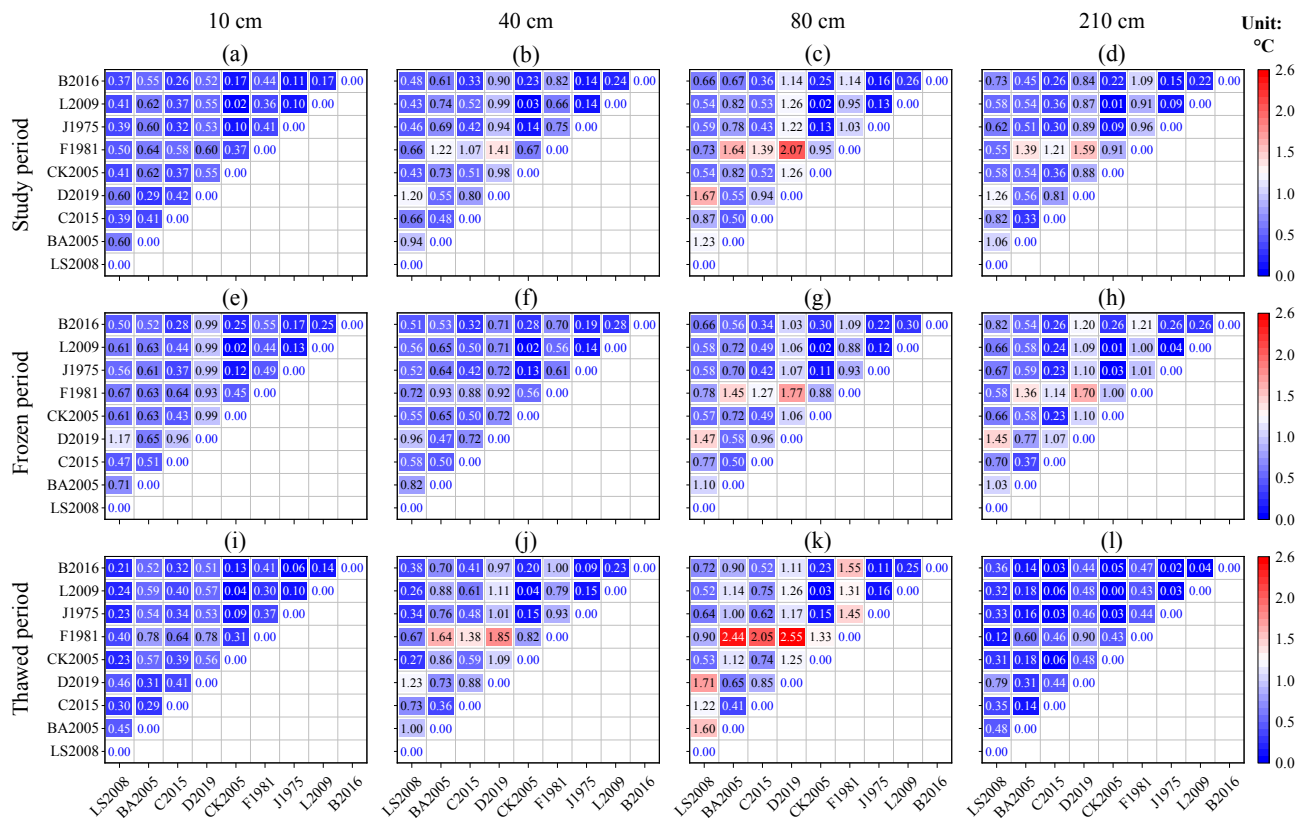 10 cm 40 cm 80 cm 210 cm Unit:
°C
(a) (b) (c) (d)
B2016 0.37 0.55 0.26 0.52 0.17 0.44 0.11 0.17 0.00 0.48 0.61 0.33 0.90 0.23 0.82 0.14 0.24 0.00 0.66 0.67 0.36 1.14 0.25 1.14 0.16 0.26 0.00 0.73 0.45 0.26 0.84 0.22 1.09 0.15 0.22 0.00 2.6
L2009 0.41 0.62 0.37 0.55 0.02 0.36 0.10 0.00 0.43 0.74 0.52 0.99 0.03 0.66 0.14 0.00 0.54 0.82 0.53 1.26 0.02 0.95 0.13 0.00 0.58 0.54 0.36 0.87 0.01 0.91 0.09 0.00 2.0
J1975 0.39 0.60 0.32 0.53 0.10 0.41 0.00 0.46 0.69 0.42 0.94 0.14 0.75 0.00 0.59 0.78 0.43 1.22 0.13 1.03 0.00 0.62 0.51 0.30 0.89 0.09 0.96 0.00
F1981 0.50 0.64 0.58 0.60 0.37 0.00 0.66 1.22 1.07 1.41 0.67 0.00 0.73 1.64 1.39 2.07 0.95 0.00 0.55 1.39 1.21 1.59 0.91 0.00 1.5
CK2005 0.41 0.62 0.37 0.55 0.00 0.43 0.73 0.51 0.98 0.00 0.54 0.82 0.52 1.26 0.00 0.58 0.54 0.36 0.88 0.00
D2019 0.60 0.29 0.42 0.00 1.20 0.55 0.80 0.00 1.67 0.55 0.94 0.00 1.26 0.56 0.81 0.00 1.0
C2015 0.39 0.41 0.00 0.66 0.48 0.00 0.87 0.50 0.00 0.82 0.33 0.00
BA2005 0.60 0.00 0.94 0.00 1.23 0.00 1.06 0.00 0.5
LS2008 0.00 0.00 0.00 0.00
0.0
Study period
(e) (f) (g) (h)
B2016 0.50 0.52 0.28 0.99 0.25 0.55 0.17 0.25 0.00 0.51 0.53 0.32 0.71 0.28 0.70 0.19 0.28 0.00 0.66 0.56 0.34 1.03 0.30 1.09 0.22 0.30 0.00 0.82 0.54 0.26 1.20 0.26 1.21 0.26 0.26 0.00 2.6
L2009 0.61 0.63 0.44 0.99 0.02 0.44 0.13 0.00 0.56 0.65 0.50 0.71 0.02 0.56 0.14 0.00 0.58 0.72 0.49 1.06 0.02 0.88 0.12 0.00 0.66 0.58 0.24 1.09 0.01 1.00 0.04 0.00 2.0
J1975 0.56 0.61 0.37 0.99 0.12 0.49 0.00 0.52 0.64 0.42 0.72 0.13 0.61 0.00 0.58 0.70 0.42 1.07 0.11 0.93 0.00 0.67 0.59 0.23 1.10 0.03 1.01 0.00
F1981 0.67 0.63 0.64 0.93 0.45 0.00 0.72 0.93 0.88 0.92 0.56 0.00 0.78 1.45 1.27 1.77 0.88 0.00 0.58 1.36 1.14 1.70 1.00 0.00 1.5
CK2005 0.61 0.63 0.43 0.99 0.00 0.55 0.65 0.50 0.72 0.00 0.57 0.72 0.49 1.06 0.00 0.66 0.58 0.23 1.10 0.00
D2019 1.17 0.65 0.96 0.00 0.96 0.47 0.72 0.00 1.47 0.58 0.96 0.00 1.45 0.77 1.07 0.00 1.0
C2015 0.47 0.51 0.00 0.58 0.50 0.00 0.77 0.50 0.00 0.70 0.37 0.00
BA2005 0.71 0.00 0.82 0.00 1.10 0.00 1.03 0.00 0.5
LS2008 0.00 0.00 0.00 0.00
0.0
Frozen period
(i) (j) (k) (l)
B2016 0.21 0.52 0.32 0.51 0.13 0.41 0.06 0.14 0.00 0.38 0.70 0.41 0.97 0.20 1.00 0.09 0.23 0.00 0.72 0.90 0.52 1.11 0.23 1.55 0.11 0.25 0.00 0.36 0.14 0.03 0.44 0.05 0.47 0.02 0.04 0.00 2.6
L2009 0.24 0.59 0.40 0.57 0.04 0.30 0.10 0.00 0.26 0.88 0.61 1.11 0.04 0.79 0.15 0.00 0.52 1.14 0.75 1.26 0.03 1.31 0.16 0.00 0.32 0.18 0.06 0.48 0.00 0.43 0.03 0.00 2.0
J1975 0.23 0.54 0.34 0.53 0.09 0.37 0.00 0.34 0.76 0.48 1.01 0.15 0.93 0.00 0.64 1.00 0.62 1.17 0.15 1.45 0.00 0.33 0.16 0.03 0.46 0.03 0.44 0.00
F1981 0.40 0.78 0.64 0.78 0.31 0.00 0.67 1.64 1.38 1.85 0.82 0.00 0.90 2.44 2.05 2.55 1.33 0.00 0.12 0.60 0.46 0.90 0.43 0.00 1.5
CK2005 0.23 0.57 0.39 0.56 0.00 0.27 0.86 0.59 1.09 0.00 0.53 1.12 0.74 1.25 0.00 0.31 0.18 0.06 0.48 0.00
D2019 0.46 0.31 0.41 0.00 1.23 0.73 0.88 0.00 1.71 0.65 0.85 0.00 0.79 0.31 0.44 0.00 1.0
C2015 0.30 0.29 0.00 0.73 0.36 0.00 1.22 0.41 0.00 0.35 0.14 0.00
BA2005 0.45 0.00 1.00 0.00 1.60 0.00 0.48 0.00 0.5
LS2008 0.00 0.00 0.00 0.00
0.0
Thawed period
LS2008 BA2005 C2015 D2019 CK2005 F1981 J1975 L2009 B2016 LS2008 BA2005 C2015 D2019 CK2005 F1981 J1975 L2009 B2016 LS2008 BA2005 C2015 D2019 CK2005 F1981 J1975 L2009 B2016 LS2008 BA2005 C2015 D2019 CK2005 F1981 J1975 L2009 B2016